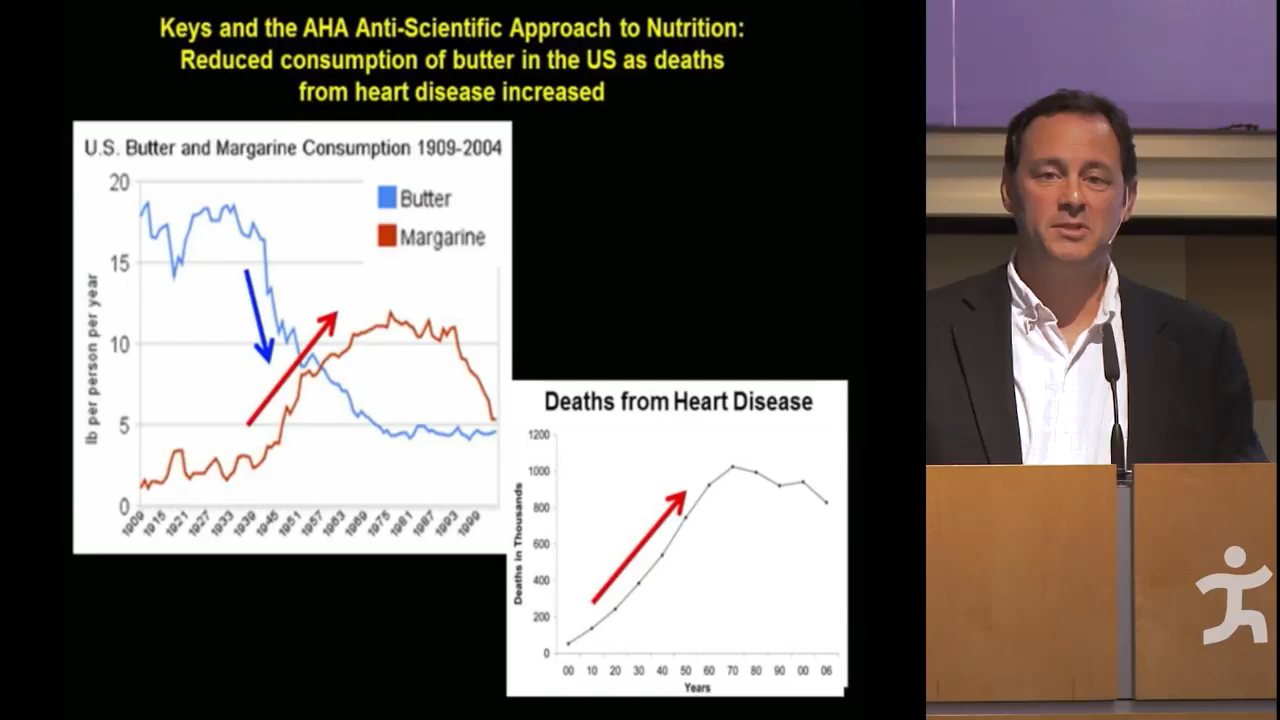 Keys and the AHA Anti-Scientific Approach to Nutrition:
Reduced consumption of butter in the US as deaths
from heart disease increased
U.S. Butter and Margarine Consumption 1909-2004
20
15
10
5
0
lb per person per year
Butter
Margarine
1909 1915 1921 1927 1933 1939 1945 1951 1957 1963 1969 1975 1981 1987 1993 1999
Deaths from Heart Disease
1200
1000
800
600
400
200
0
Deaths in Thousands
00 10 20 30 40 50 60 70 80 90 00 06
Years